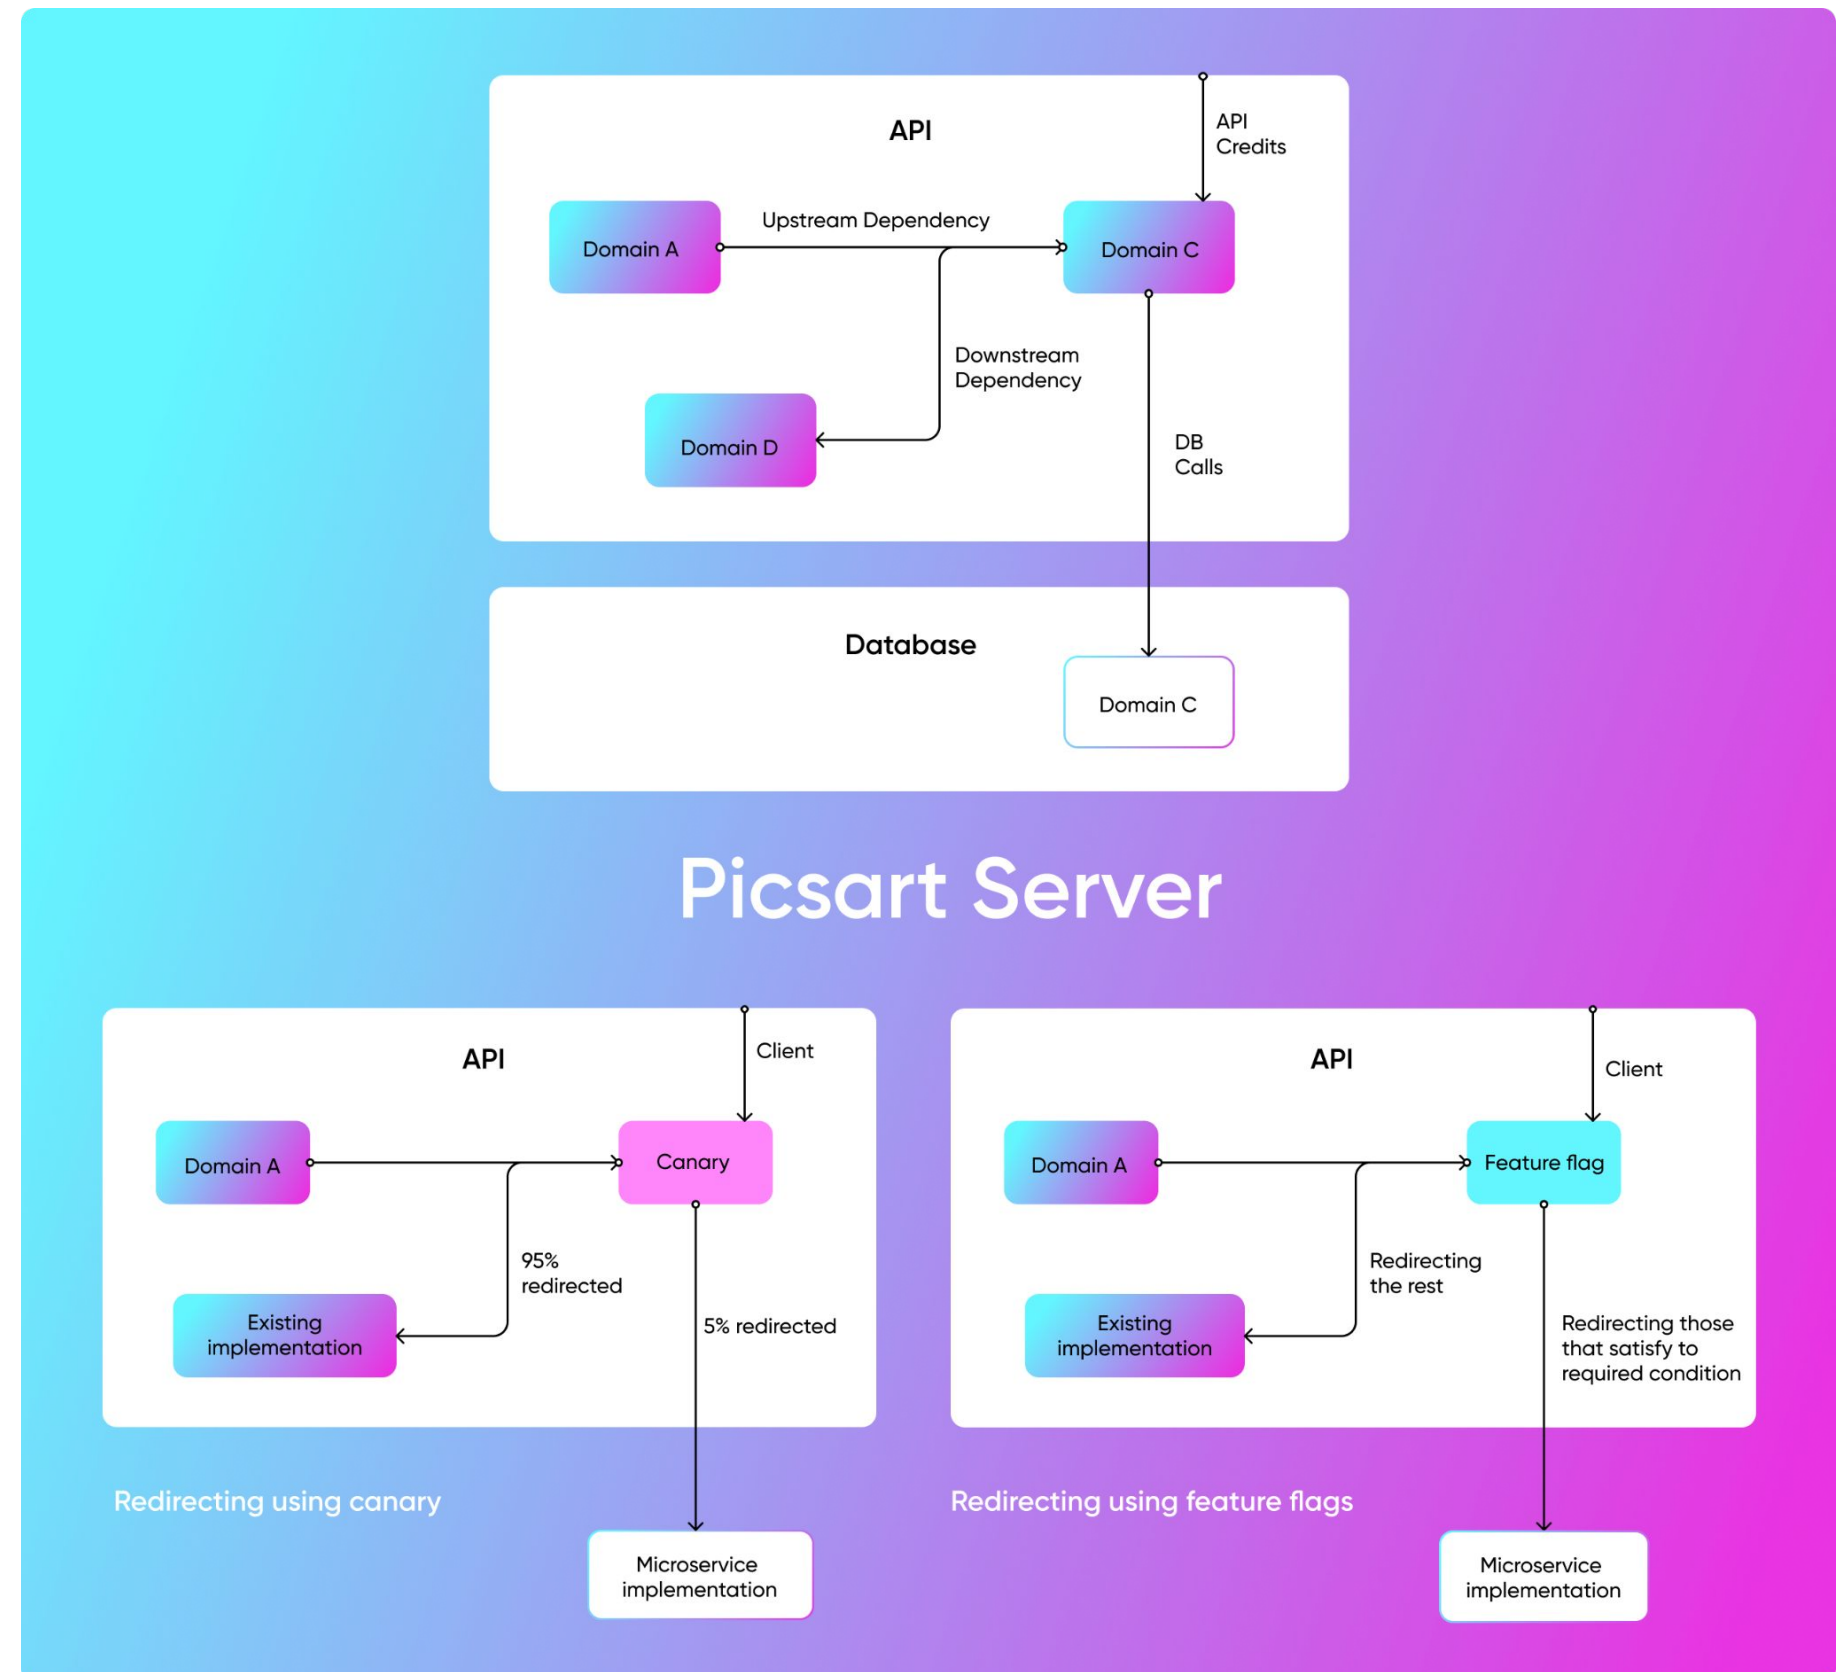 API
API
Credits
Domain A
Upstream Dependency
Domain C
Downstream
Dependency
Domain D
DB
Calls
Database
Domain C
Picsart Server
API
Client
Domain A
Canary
95%
redirected
Existing
implementation
5% redirected
Redirecting using canary
Microservice
implementation
API
Client
Domain A
Feature flag
Redirecting
the rest
Existing
implementation
Redirecting those
that satisfy to
required condition
Redirecting using feature flags
Microservice
implementation